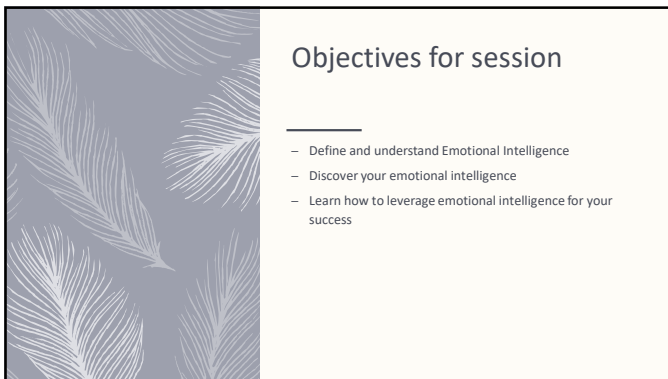 Objectives for session
– Define and understand Emotional Intelligence
– Discover your emotional intelligence
– Learn how to leverage emotional intelligence for your
success